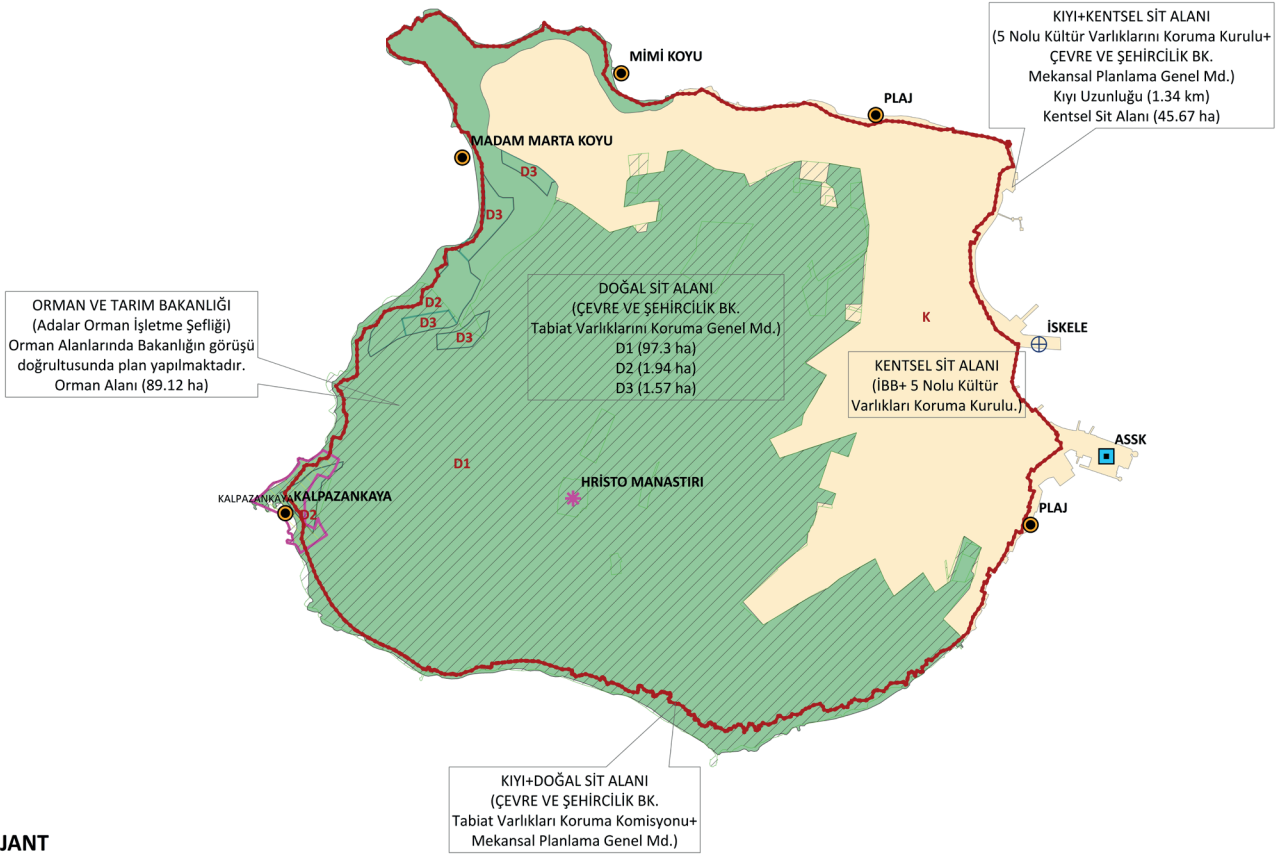 KIYI+KENTSEL SİT ALANI
(5 Nolu Kültür Varlıklarını Koruma Kurulu+
ÇEVRE VE ŞEHİRCİLİK BK.
Mekansal Planlama Genel Md.)
Kıyı Uzunluğu (1.34 km)
Kentsel Sit Alanı (45.67 ha)
MİMİ KOYU
PLAJ
MADAM MARTA KOYU
D3
D3
DOĞAL SİT ALANI
(ÇEVRE VE ŞEHİRCİLİK BK.
Tabiat Varlıklarını Koruma Genel Md.)
D1 (97.3 ha)
D2 (1.94 ha)
D3 (1.57 ha)
ORMAN VE TARIM BAKANLIĞI
(Adalar Orman İşletme Şefliği)
Orman Alanlarında Bakanlığın görüşü
doğrultusunda plan yapılmaktadır.
Orman Alanı (89.12 ha)
D2
D3
D3
K
İSKELE
KENTSEL SİT ALANI
(İBB+ 5 Nolu Kültür
Varlıkları Koruma Kurulu.)
ASSK
D1
HRİSTO MANASTIRI
KALPAZANKAYA
KALPAZANKAYA
D2
PLAJ
KIYI+DOĞAL SİT ALANI
(ÇEVRE VE ŞEHİRCİLİK BK.
Tabiat Varlıkları Koruma Komisyonu+
Mekansal Planlama Genel Md.)
JANT